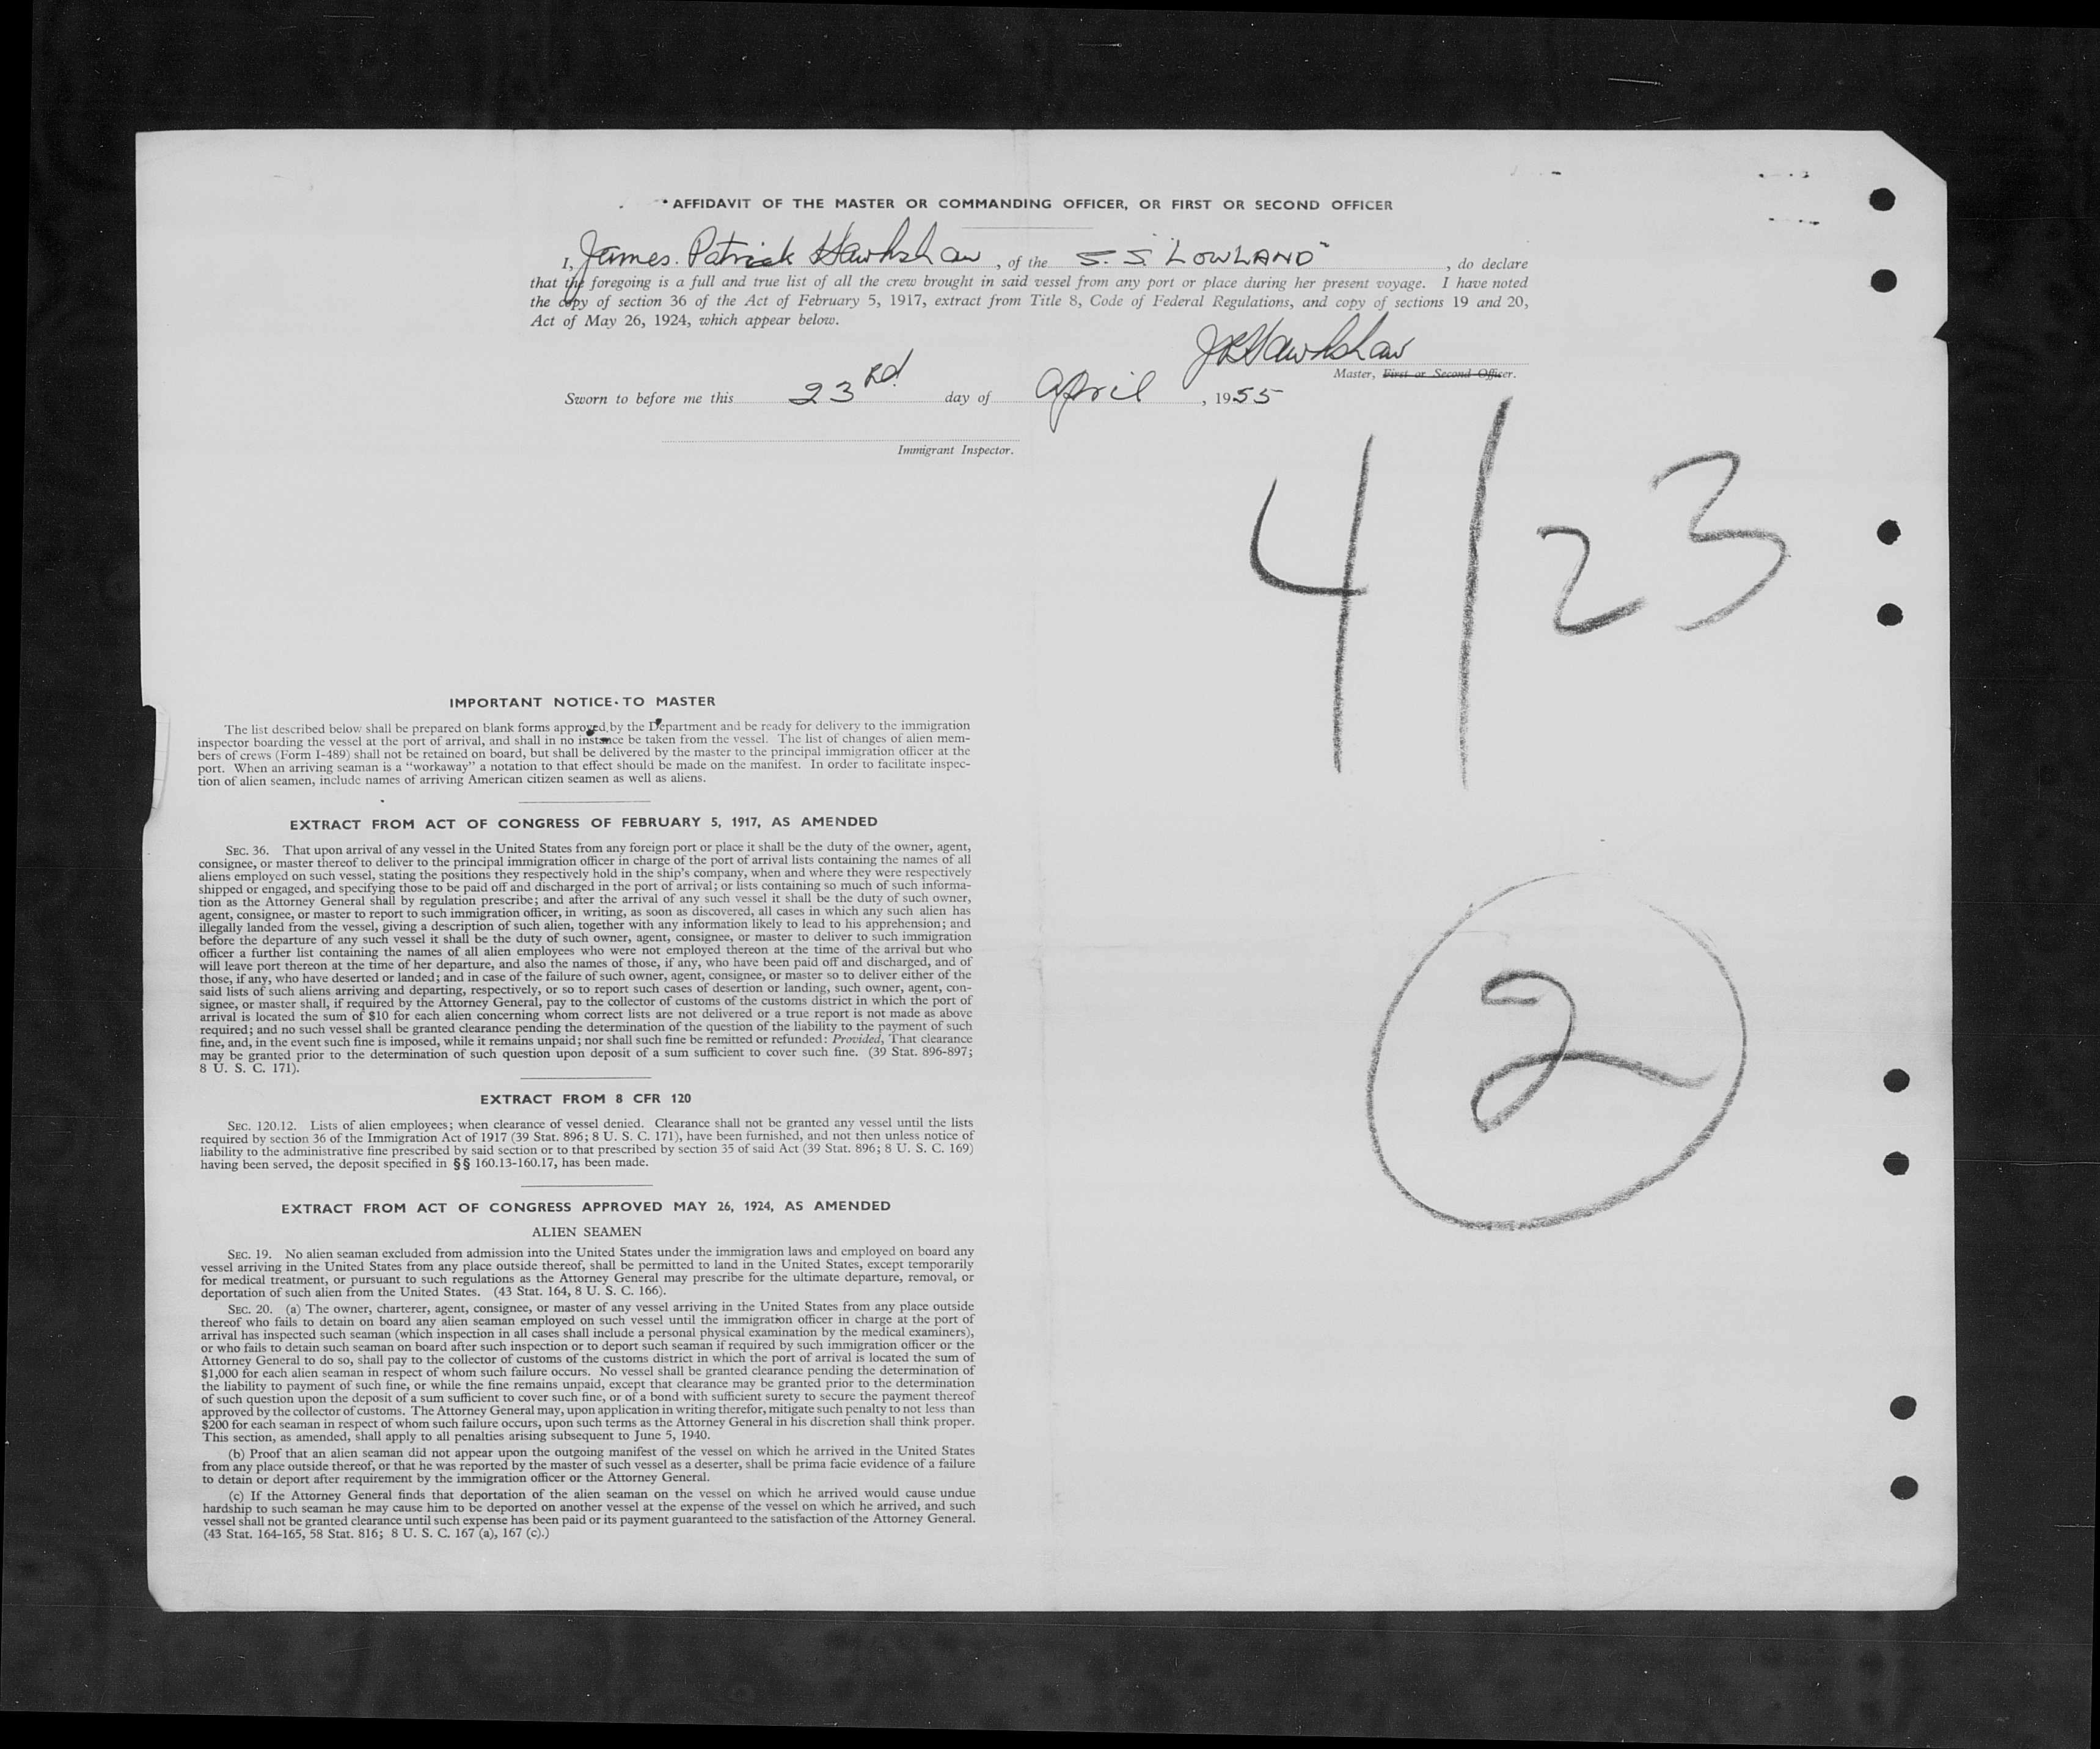 AFFIDAVIT OF THE MASTER OR COMMANDING OFFICER, OR FIRST OR SECOND OFFICER
I, James. Patrick Hawkshaw, of the S.S. "LOWLAND", do declare
that the foregoing is a full and true list of all the crew brought in said vessel from any port or place during her present voyage. I have noted
the copy of section 36 of the Act of February 5, 1917, extract from Title 8, Code of Federal Regulations, and copy of sections 19 and 20,
Act of May 26, 1924, which appear below.
JPHawkshaw
Master, First or Second Officer.
Sworn to before me this 23rd day of April, 1955
Immigrant Inspector.
4/23
IMPORTANT NOTICE TO MASTER
The list described below shall be prepared on blank forms approved by the Department and be ready for delivery to the immigration
inspector boarding the vessel at the port of arrival, and shall in no instance be taken from the vessel. The list of changes of alien mem-
bers of crews (Form I-489) shall not be retained on board, but shall be delivered by the master to the principal immigration officer at the
port. When an arriving seaman is a "workaway" a notation to that effect should be made on the manifest. In order to facilitate inspec-
tion of alien seamen, include names of arriving American citizen seamen as well as aliens.
EXTRACT FROM ACT OF CONGRESS OF FEBRUARY 5, 1917, AS AMENDED
SEC. 36. That upon arrival of any vessel in the United States from any foreign port or place it shall be the duty of the owner, agent,
consignee, or master thereof to deliver to the principal immigration officer in charge of the port of arrival lists containing the names of all
aliens employed on such vessel, stating the positions they respectively hold in the ship's company, when and where they were respectively
shipped or engaged, and specifying those to be paid off and discharged in the port of arrival; or lists containing so much of such informa-
tion as the Attorney General shall by regulation prescribe; and after the arrival of any such vessel it shall be the duty of such owner,
agent, consignee, or master to report to such immigration officer, in writing, as soon as discovered, all cases in which any such alien has
illegally landed from the vessel, giving a description of such alien, together with any information likely to lead to his apprehension; and
before the departure of any such vessel it shall be the duty of such owner, agent, consignee, or master to deliver to such immigration
officer a further list containing the names of all alien employees who were not employed thereon at the time of the arrival but who
will leave port thereon at the time of her departure, and also the names of those, if any, who have been paid off and discharged, and of
those, if any, who have deserted or landed; and in case of the failure of such owner, agent, consignee, or master so to deliver either of the
said lists of such aliens arriving and departing, respectively, or so to report such cases of desertion or landing, such owner, agent, con-
signee, or master shall, if required by the Attorney General, pay to the collector of customs of the customs district in which the port of
arrival is located the sum of $10 for each alien concerning whom correct lists are not delivered or a true report is not made as above
required; and no such vessel shall be granted clearance pending the determination of the question of the liability to the payment of such
fine, and, in the event such fine is imposed, while it remains unpaid; nor shall such fine be remitted or refunded: Provided, That clearance
may be granted prior to the determination of such question upon deposit of a sum sufficient to cover such fine. (39 Stat. 896-897;
8 U. S. C. 171).
2
EXTRACT FROM 8 CFR 120
SEC. 120.12. Lists of alien employees; when clearance of vessel denied. Clearance shall not be granted any vessel until the lists
required by section 36 of the Immigration Act of 1917 (39 Stat. 896; 8 U. S. C. 171), have been furnished, and not then unless notice of
liability to the administrative fine prescribed by said section or to that prescribed by section 35 of said Act (39 Stat. 896; 8 U. S. C. 169)
having been served, the deposit specified in §§ 160.13-160.17, has been made.
EXTRACT FROM ACT OF CONGRESS APPROVED MAY 26, 1924, AS AMENDED
ALIEN SEAMEN
SEC. 19. No alien seaman excluded from admission into the United States under the immigration laws and employed on board any
vessel arriving in the United States from any place outside thereof, shall be permitted to land in the United States, except temporarily
for medical treatment, or pursuant to such regulations as the Attorney General may prescribe for the ultimate departure, removal, or
deportation of such alien from the United States. (43 Stat. 164, 8 U. S. C. 166).
SEC. 20. (a) The owner, charterer, agent, consignee, or master of any vessel arriving in the United States from any place outside
thereof who fails to detain on board any alien seaman employed on such vessel until the immigration officer in charge at the port of
arrival has inspected such seaman (which inspection in all cases shall include a personal physical examination by the medical examiners),
or who fails to detain such seaman on board after such inspection or to deport such seaman if required by such immigration officer or the
Attorney General to do so, shall pay to the collector of customs of the customs district in which the port of arrival is located the sum of
$1,000 for each alien seaman in respect of whom such failure occurs. No vessel shall be granted clearance pending the determination of
the liability to payment of such fine, or while the fine remains unpaid, except that clearance may be granted prior to the determination
of such question upon the deposit of a sum sufficient to cover such fine, or of a bond with sufficient surety to secure the payment thereof
approved by the collector of customs. The Attorney General may, upon application in writing therefor, mitigate such penalty to not less than
$200 for each seaman in respect of whom such failure occurs, upon such terms as the Attorney General in his discretion shall think proper.
This section, as amended, shall apply to all penalties arising subsequent to June 5, 1940.
(b) Proof that an alien seaman did not appear upon the outgoing manifest of the vessel on which he arrived in the United States
from any place outside thereof, or that he was reported by the master of such vessel as a deserter, shall be prima facie evidence of a failure
to detain or deport after requirement by the immigration officer or the Attorney General.
(c) If the Attorney General finds that deportation of the alien seaman on the vessel on which he arrived would cause undue
hardship to such seaman he may cause him to be deported on another vessel at the expense of the vessel on which he arrived, and such
vessel shall not be granted clearance until such expense has been paid or its payment guaranteed to the satisfaction of the Attorney General.
(43 Stat. 164-165, 58 Stat. 816; 8 U. S. C. 167 (a), 167 (c).)